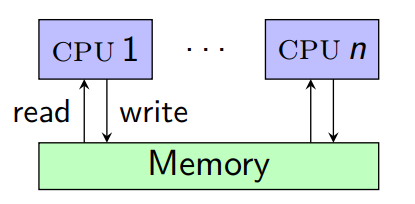 CPU 1 ··· CPU n
read write
Memory